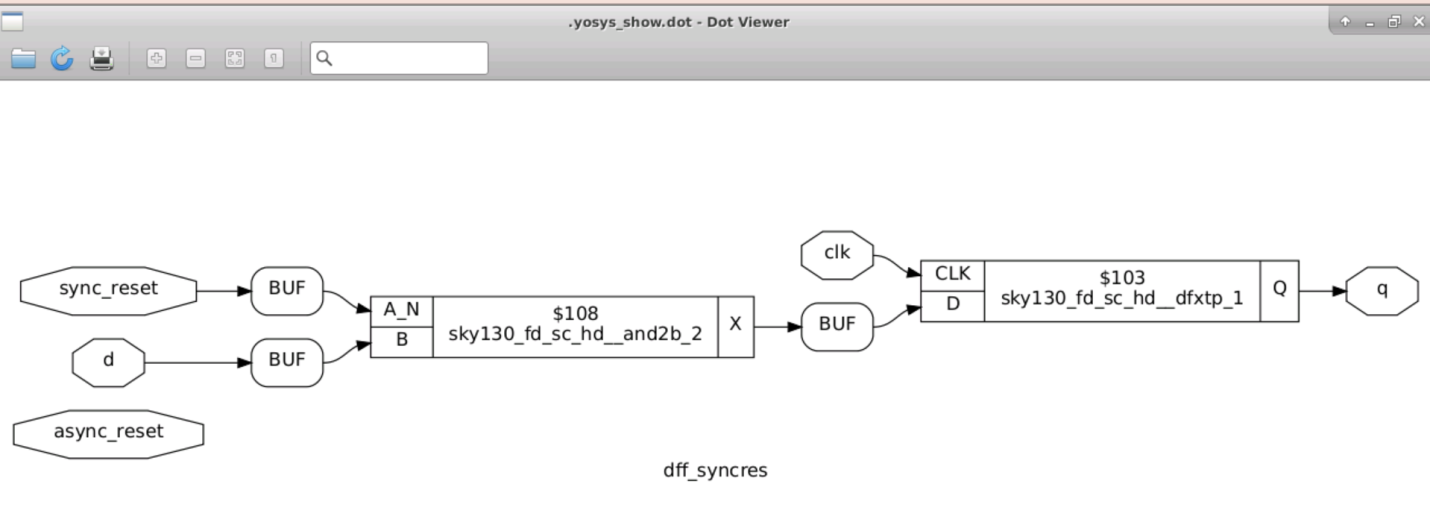 .yosys_show.dot - Dot Viewer
clk
sync_reset
BUF
A_N
B
$108
sky130_fd_sc_hd__and2b_2
X
BUF
CLK
D
$103
sky130_fd_sc_hd__dfxtp_1
Q
q
d
BUF
async_reset
dff_syncres